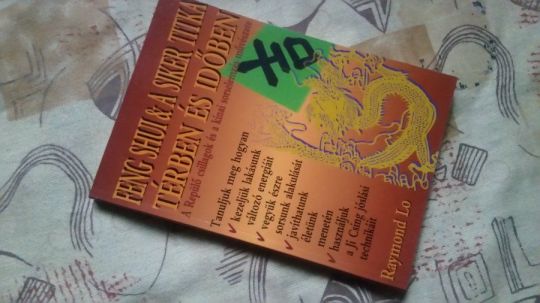 FENG SHUI & A SIKER TITKA
TÉRBEN ÉS IDŐBEN
A Repülő csillagok és a kínai
Tanuljuk meg hogyan
✓ kezeljük lakásunk
változó energiáit
✓ vegyük észre
sorsunk alakulását
✓ javíthatunk
életünk
menetén
✓ használjuk
a Ji Csing jóslási
technikáit
Raymond Lo